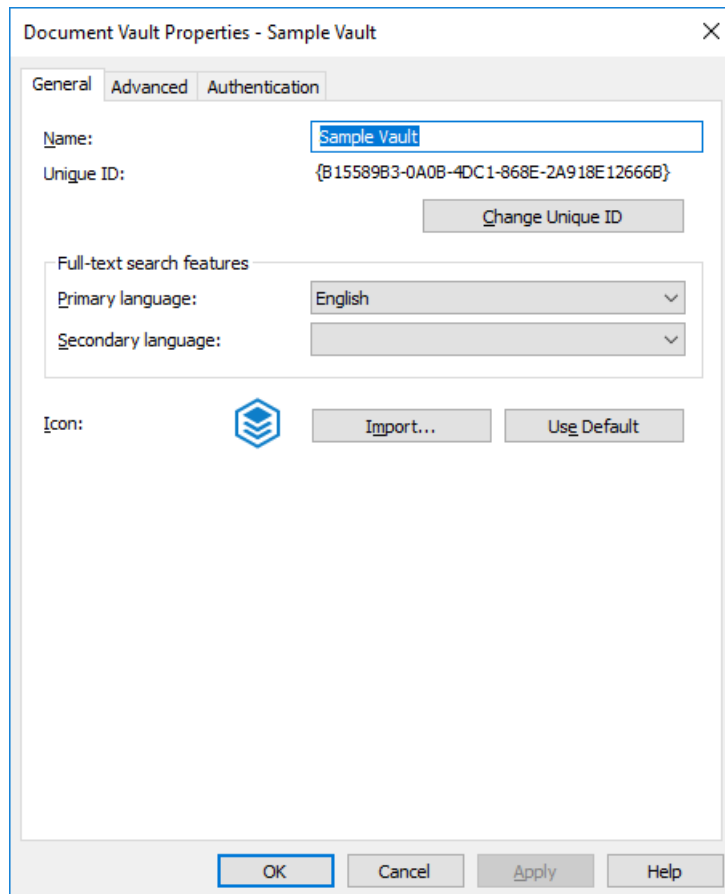 Document Vault Properties - Sample Vault
General Advanced Authentication
Name: Sample Vault
Unique ID: {B15589B3-0A0B-4DC1-868E-2A918E12666B}
Change Unique ID
Full-text search features
Primary language: English
Secondary language:
Icon: Import... Use Default
OK Cancel Apply Help